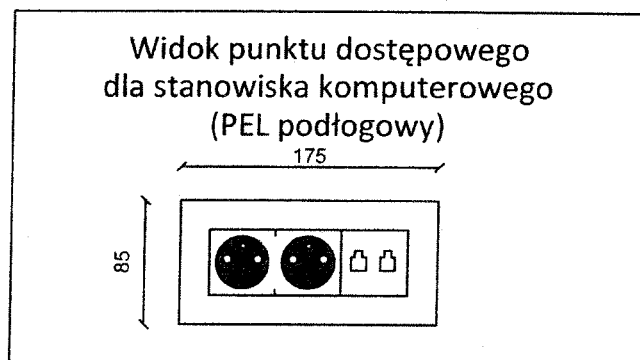 Widok punktu dostępowego
dla stanowiska komputerowego
(PEL podłogowy)
175
85